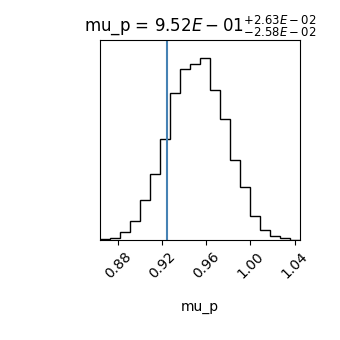 mu_p = 9.52E − 01+2.63E − 02
−2.58E − 02
0.88 0.92 0.96 1.00 1.04
mu_p